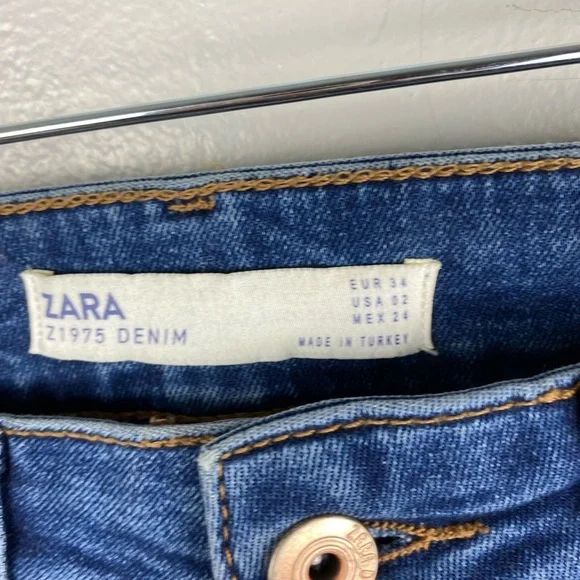 ZARA
Z1975 DENIM
EUR 34
USA 02
MEX 24
MADE IN TURKEY